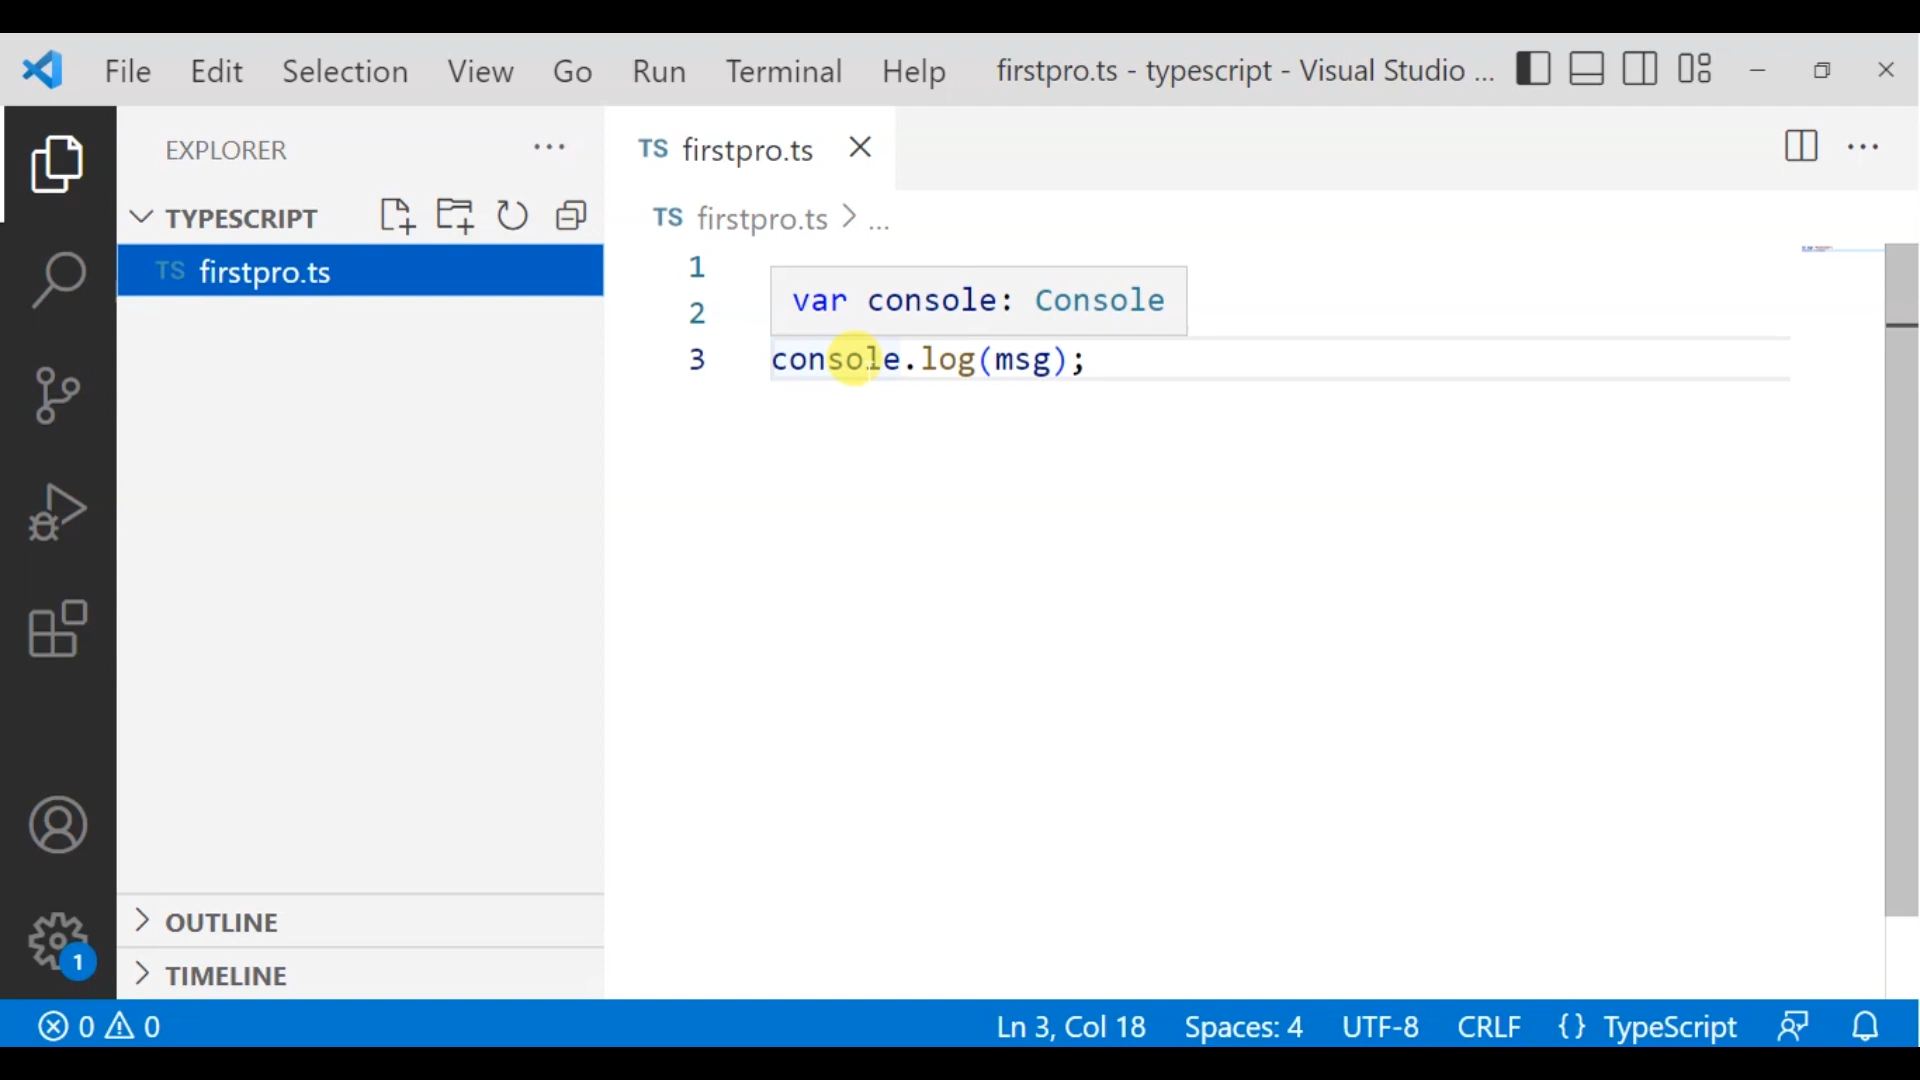 File Edit Selection View Go Run Terminal Help firstpro.ts - typescript - Visual Studio ...
EXPLORER ...
TYPESCRIPT
TS firstpro.ts
TS firstpro.ts
...
TS firstpro.ts > ...
1
2
var console: Console
3 console.log(msg);
OUTLINE
TIMELINE
1
0 0 Ln 3, Col 18 Spaces: 4 UTF-8 CRLF {} TypeScript